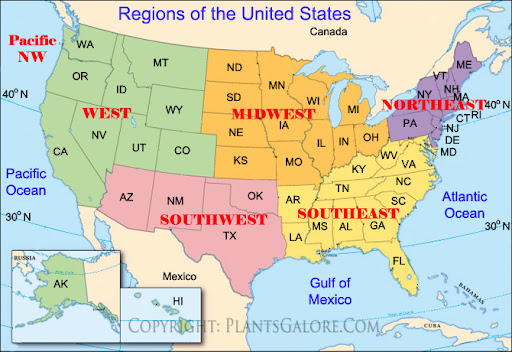 Regions of the United States
Canada
Pacific
NW
WA
MT
ND
MN
ME
VT
OR
ID
SD
WI
MI
NY
NH
MA
40° N
WEST
WY
MIDWEST
NORTHEAST
40° N
CT
RI
NV
NE
IA
PA
NJ
CA
UT
CO
IL
IN
OH
DE
MD
KS
MO
WV
VA
KY
Pacific
Ocean
AZ
NM
OK
AR
TN
NC
SC
Atlantic
Ocean
30° N
SOUTHWEST
SOUTHEAST
30° N
TX
LA
MS
AL
GA
FL
RUSSIA
AK
HI
Mexico
Gulf of
Mexico
BAHAMAS
CUBA
Copyright: PlantsGalore.Com